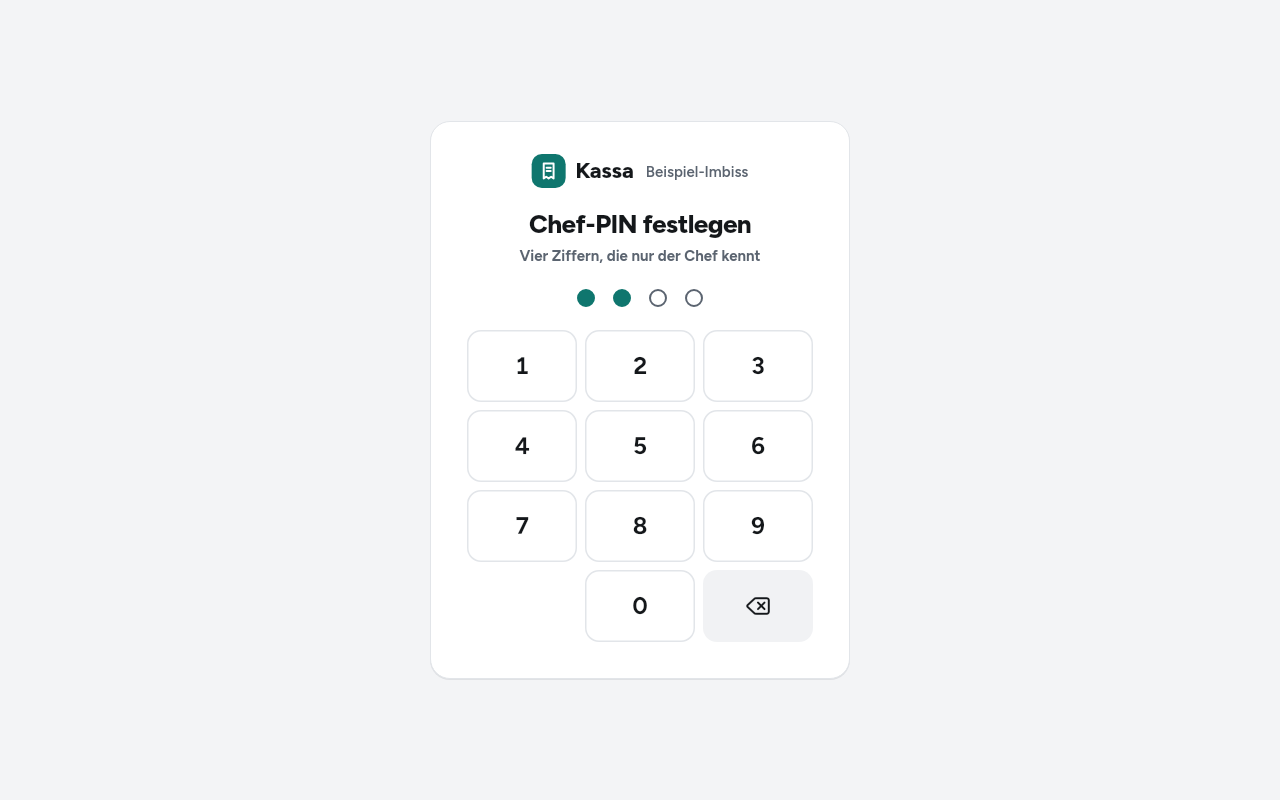 Kassa Beispiel-Imbiss
Chef-PIN festlegen
Vier Ziffern, die nur der Chef kennt
1 2 3
4 5 6
7 8 9
0